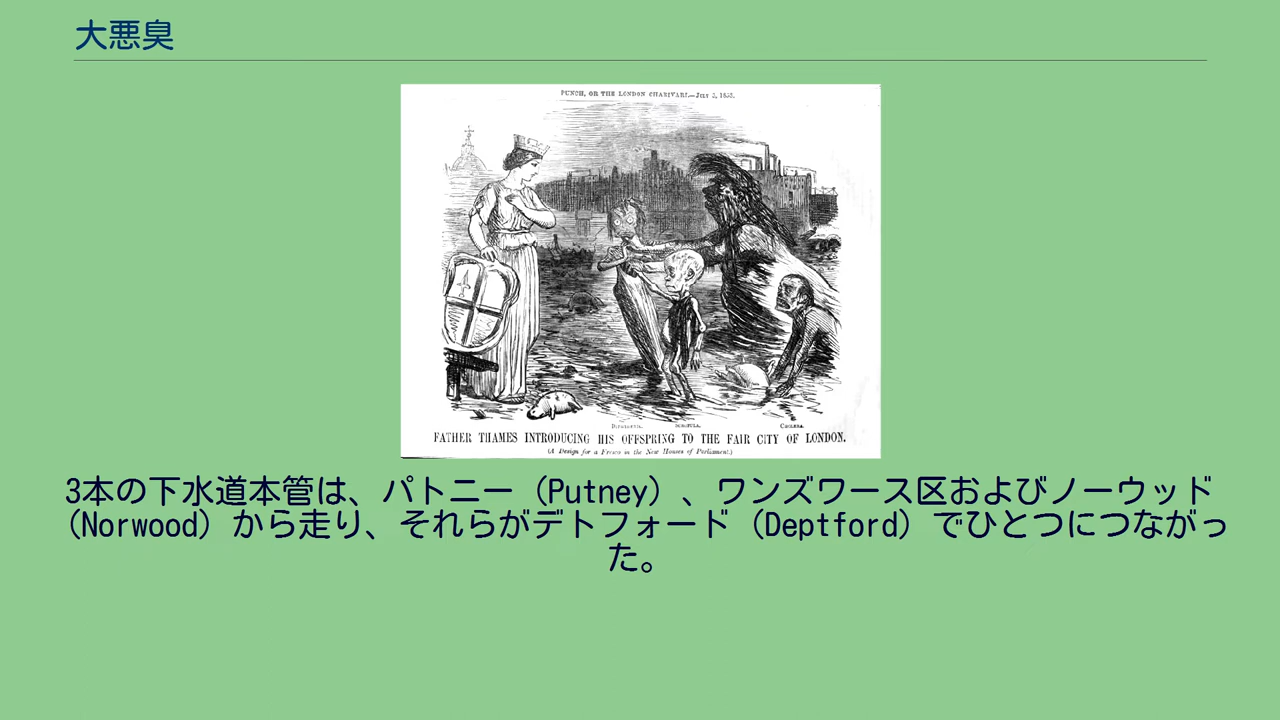 大悪臭
PUNCH, OR THE LONDON CHARIVARI.—JULY 3, 1858.
DIPHTHERIA. SCROFULA. CHOLERA.
FATHER THAMES INTRODUCING HIS OFFSPRING TO THE FAIR CITY OF LONDON.
(A Design for a Fresco in the New Houses of Parliament.)
3本の下水道本管は、パトニー（Putney）、ワンズワース区およびノーウッド
（Norwood）から走り、それらがデトフォード（Deptford）でひとつにつながっ
た。